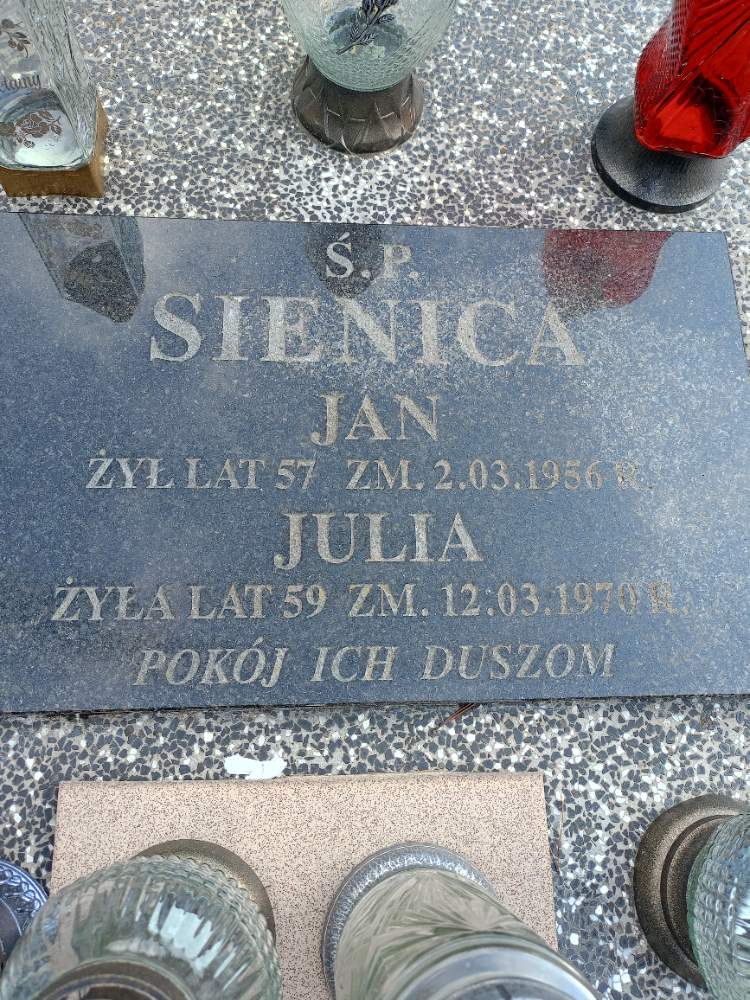 Ś.P.
SIENICA
JAN
ŻYŁ LAT 57 ZM. 2.03.1956 R.
JULIA
ŻYŁA LAT 59 ZM. 12.03.1970 R.
POKÓJ ICH DUSZOM